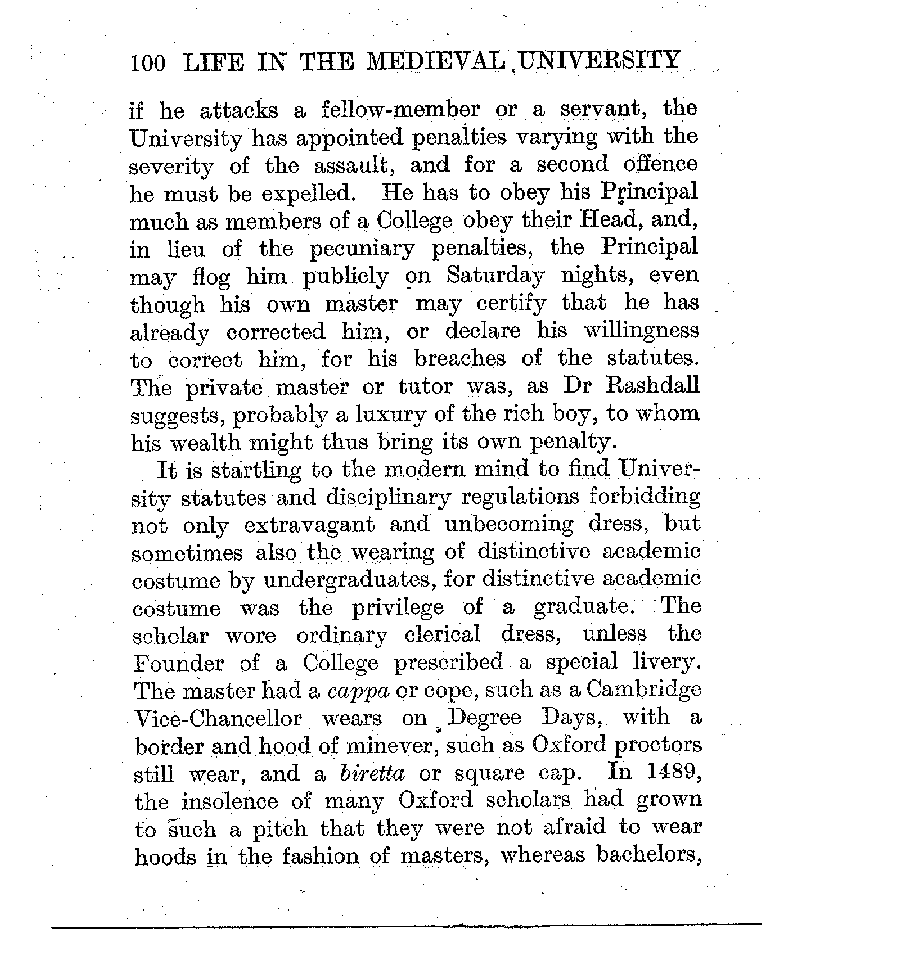 100 LIFE IN THE MEDIEVAL UNIVERSITY
if he attacks a fellow-member or a servant, the
University has appointed penalties varying with the
severity of the assault, and for a second offence
he must be expelled. He has to obey his Principal
much as members of a College obey their Head, and,
in lieu of the pecuniary penalties, the Principal
may flog him publicly on Saturday nights, even
though his own master may certify that he has
already corrected him, or declare his willingness
to correct him, for his breaches of the statutes.
The private master or tutor was, as Dr Rashdall
suggests, probably a luxury of the rich boy, to whom
his wealth might thus bring its own penalty.
It is startling to the modern mind to find Univer-
sity statutes and disciplinary regulations forbidding
not only extravagant and unbecoming dress, but
sometimes also the wearing of distinctive academic
costume by undergraduates, for distinctive academic
costume was the privilege of a graduate. The
scholar wore ordinary clerical dress, unless the
Founder of a College prescribed a special livery.
The master had a cappa or cope, such as a Cambridge
Vice-Chancellor wears on Degree Days, with a
border and hood of minever, such as Oxford proctors
still wear, and a biretta or square cap. In 1489,
the insolence of many Oxford scholars had grown
to such a pitch that they were not afraid to wear
hoods in the fashion of masters, whereas bachelors,